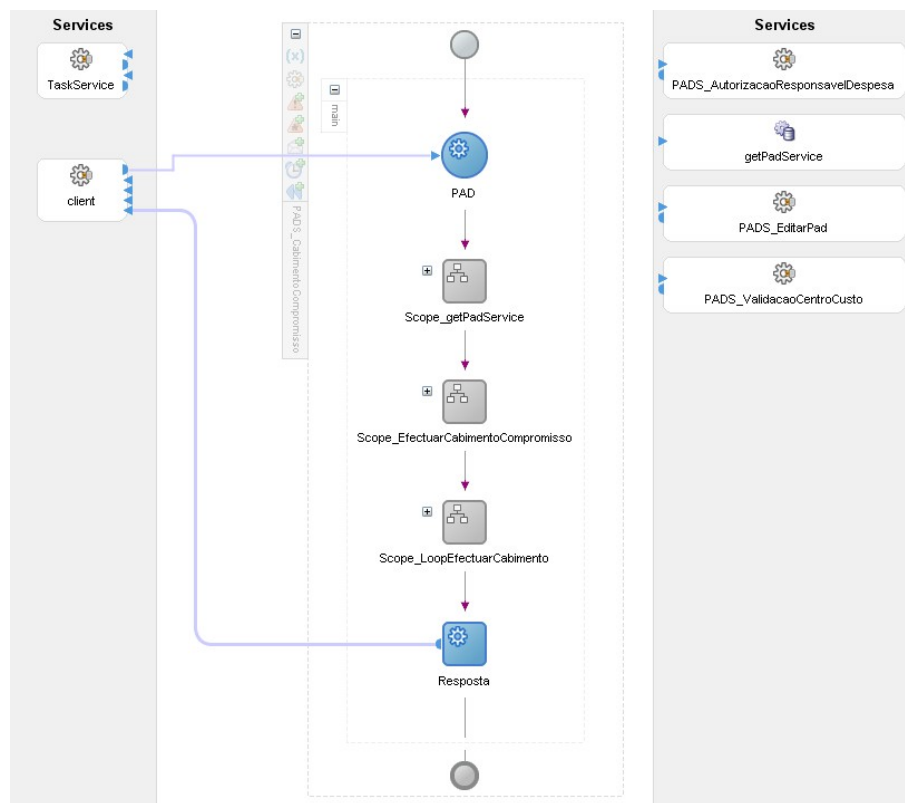 Services
TaskService
client
(x)
PADS_CabimentoCompromisso
main
PAD
Scope_getPadService
Scope_EfectuarCabimentoCompromisso
Scope_LoopEfectuarCabimento
Resposta
Services
PADS_AutorizacaoResponsavelDespesa
getPadService
PADS_EditarPad
PADS_ValidacaoCentroCusto